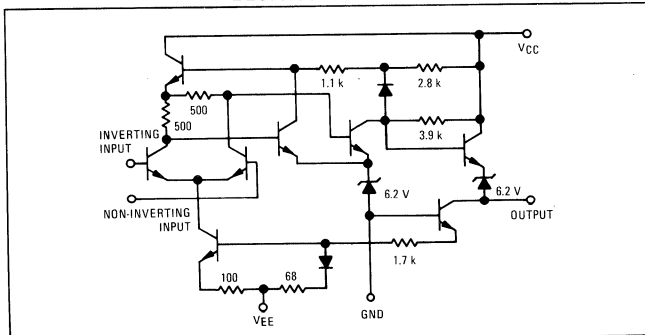 VCC
1.1 k
2.8 k
500
500
3.9 k
INVERTING
INPUT
6.2 V
6.2 V
OUTPUT
NON-INVERTING
INPUT
1.7 k
100
68
VEE
GND